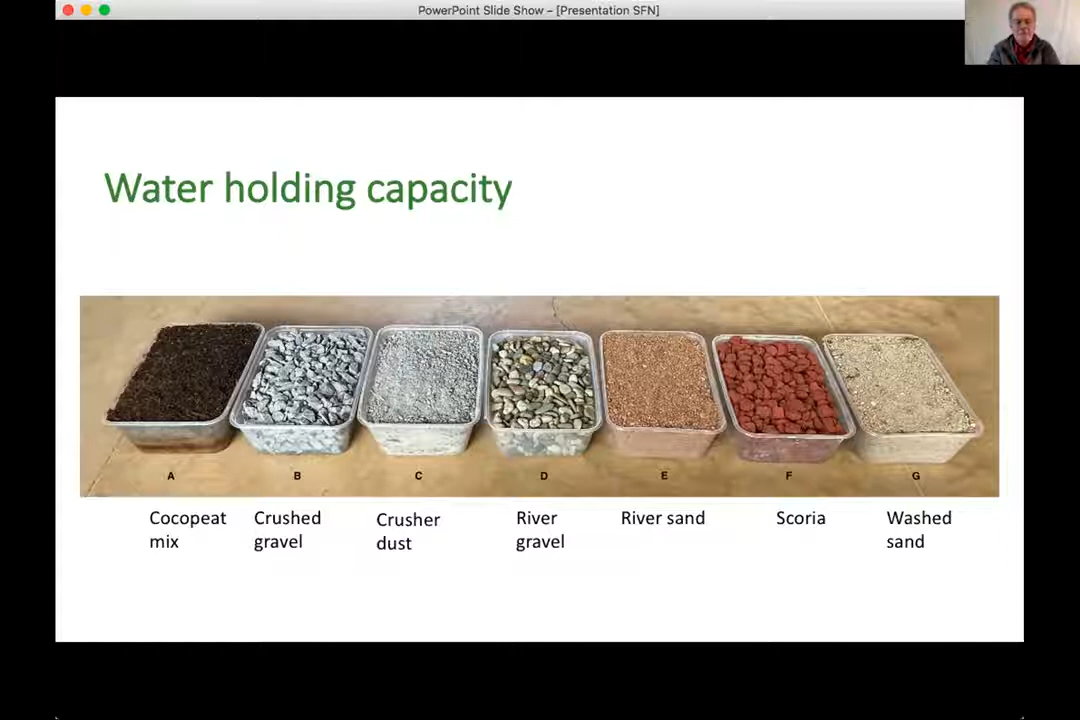 PowerPoint Slide Show – [Presentation SFN]
Water holding capacity
A B C D E F G
Cocopeat Crushed Crusher River River sand Scoria Washed
mix gravel dust gravel sand